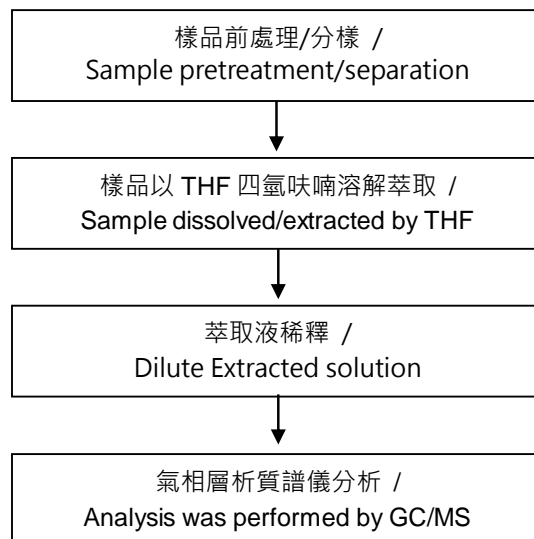 樣品前處理/分樣 /
Sample pretreatment/separation
樣品以 THF 四氫呋喃溶解萃取 /
Sample dissolved/extracted by THF
萃取液稀釋 /
Dilute Extracted solution
氣相層析質譜儀分析 /
Analysis was performed by GC/MS